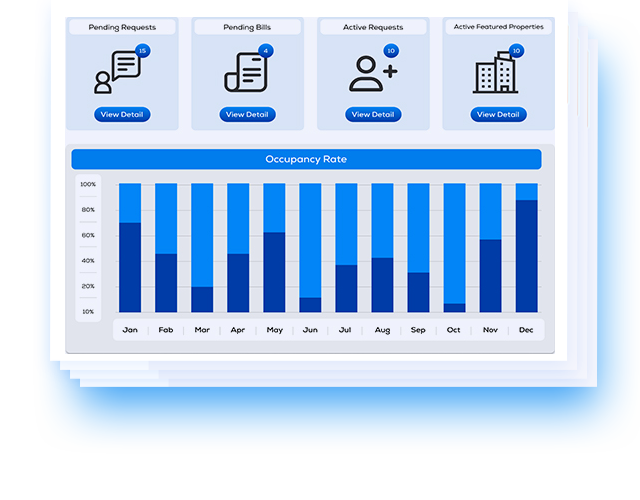 Pending Requests
Pending Bills
Active Requests
Active Featured Properties
15
4
10
10
View Detail
View Detail
View Detail
View Detail
Occupancy Rate
100%
80%
60%
40%
20%
10%
Jan
Fab
Mar
Apr
May
Jun
Jul
Aug
Sep
Oct
Nov
Dec